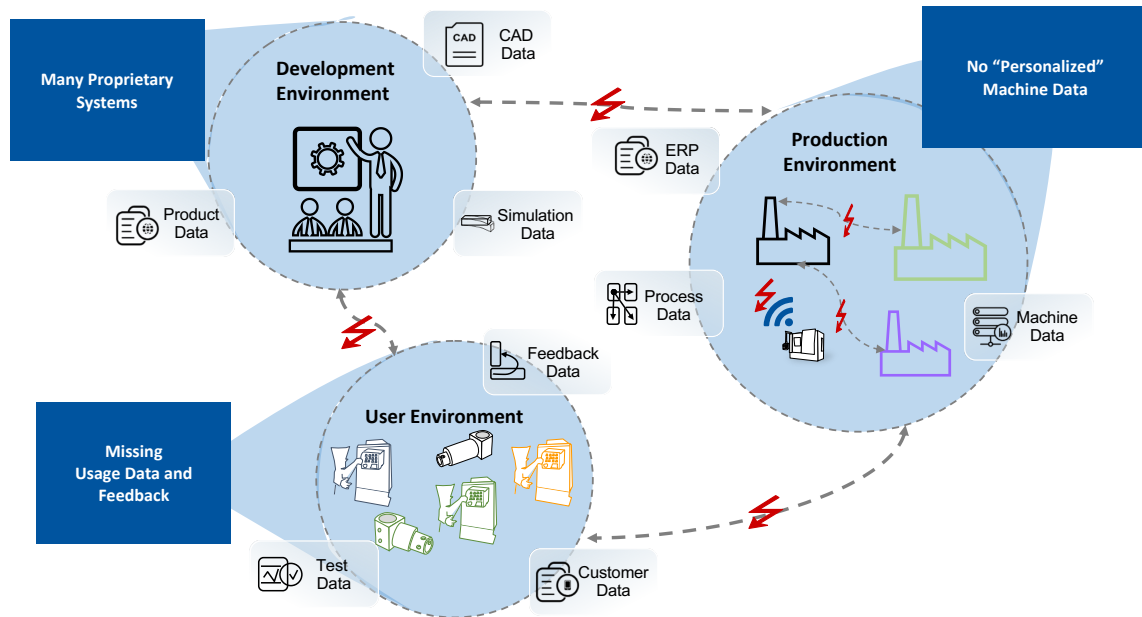 Many Proprietary
Systems
Development
Environment
CAD
CAD
Data
Product
Data
Simulation
Data
No “Personalized”
Machine Data
Production
Environment
ERP
Data
Process
Data
Machine
Data
Missing
Usage Data and
Feedback
User Environment
Feedback
Data
Test
Data
Customer
Data